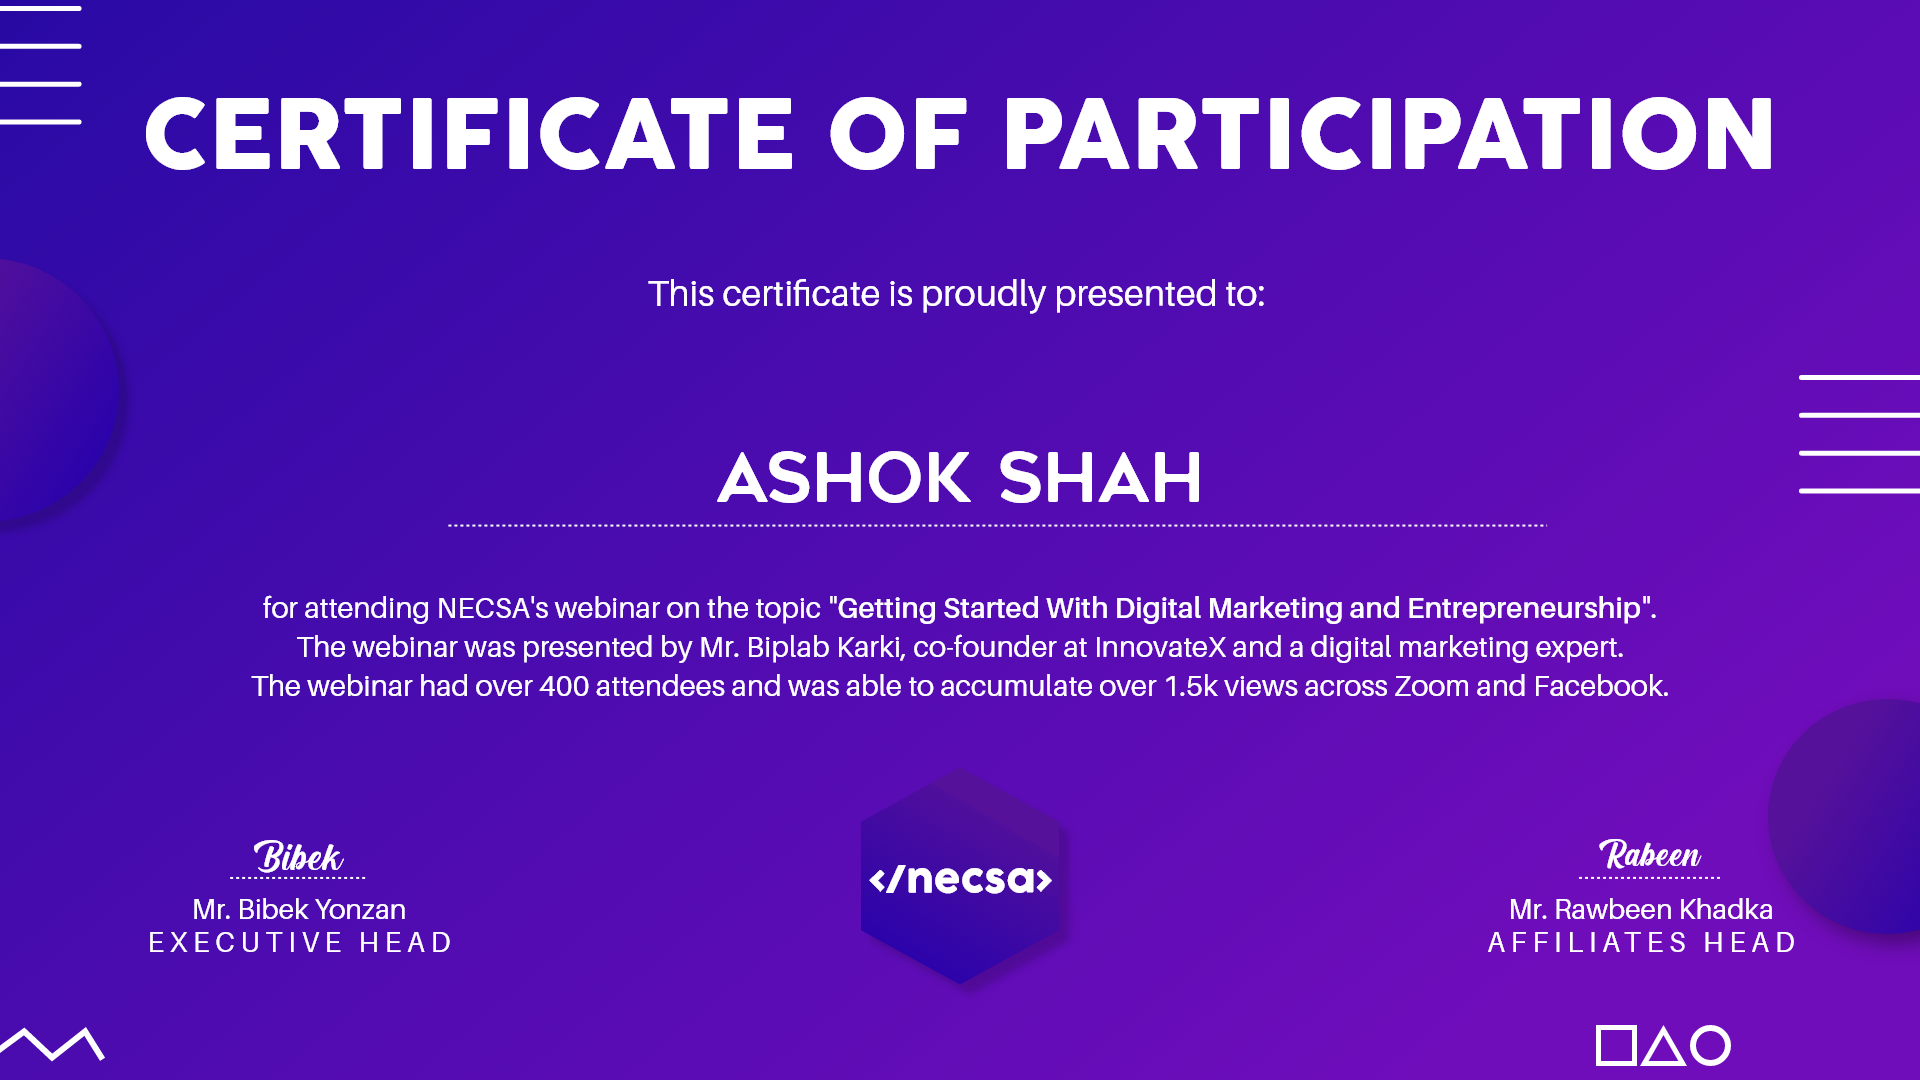 CERTIFICATE OF PARTICIPATION
This certificate is proudly presented to:
ASHOK SHAH
for attending NECSA's webinar on the topic "Getting Started With Digital Marketing and Entrepreneurship".
The webinar was presented by Mr. Biplab Karki, co-founder at InnovateX and a digital marketing expert.
The webinar had over 400 attendees and was able to accumulate over 1.5k views across Zoom and Facebook.
Bibek
Mr. Bibek Yonzan
EXECUTIVE HEAD
</necsa>
Rabeen
Mr. Rawbeen Khadka
AFFILIATES HEAD